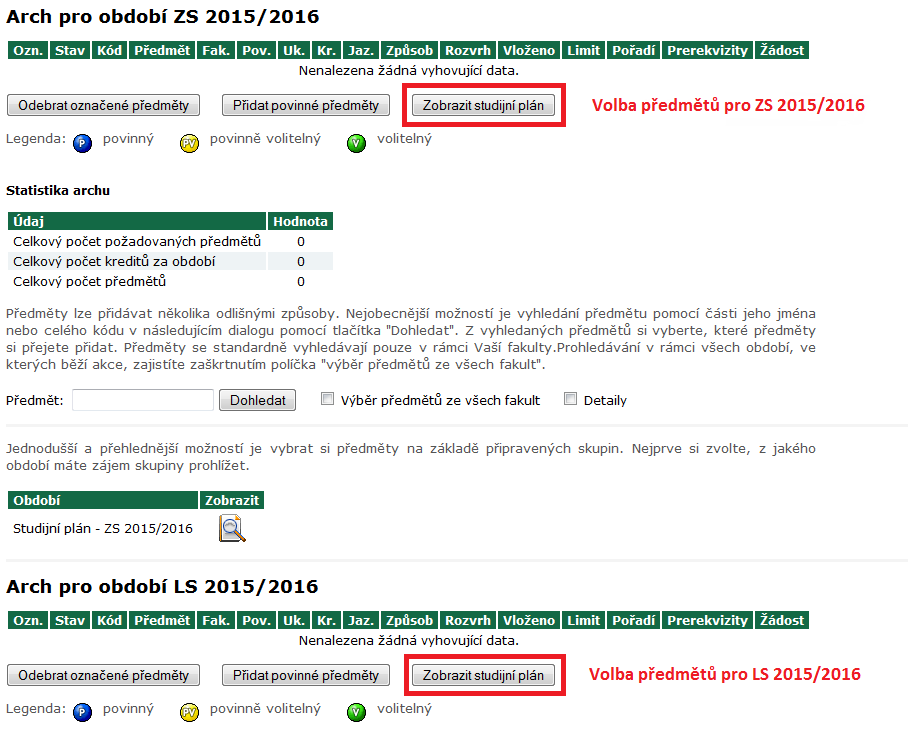 Arch pro období ZS 2015/2016
Ozn. Stav Kód Předmět Fak. Pov. Uk. Kr. Jaz. Způsob Rozvrh Vloženo Limit Pořadí Prerekvizity Žádost
Nenalezena žádná vyhovující data.
Odebrat označené předměty Přidat povinné předměty Zobrazit studijní plán Volba předmětů pro ZS 2015/2016
Legenda: P povinný PV povinně volitelný V volitelný
Statistika archu
Údaj Hodnota
Celkový počet požadovaných předmětů 0
Celkový počet kreditů za období 0
Celkový počet předmětů 0
Předměty lze přidávat několika odlišnými způsoby. Nejobecnější možností je vyhledání předmětu pomocí části jeho jména
nebo celého kódu v následujícím dialogu pomocí tlačítka "Dohledat". Z vyhledaných předmětů si vyberte, které předměty
si přejete přidat. Předměty se standardně vyhledávají pouze v rámci Vaší fakulty.Prohledávání v rámci všech období, ve
kterých běží akce, zajistíte zaškrtnutím políčka "výběr předmětů ze všech fakult".
Předmět: Dohledat Výběr předmětů ze všech fakult Detaily
Jednodušší a přehlednější možností je vybrat si předměty na základě připravených skupin. Nejprve si zvolte, z jakého
období máte zájem skupiny prohlížet.
Období Zobrazit
Studijní plán - ZS 2015/2016
Arch pro období LS 2015/2016
Ozn. Stav Kód Předmět Fak. Pov. Uk. Kr. Jaz. Způsob Rozvrh Vloženo Limit Pořadí Prerekvizity Žádost
Nenalezena žádná vyhovující data.
Odebrat označené předměty Přidat povinné předměty Zobrazit studijní plán Volba předmětů pro LS 2015/2016
Legenda: P povinný PV povinně volitelný V volitelný